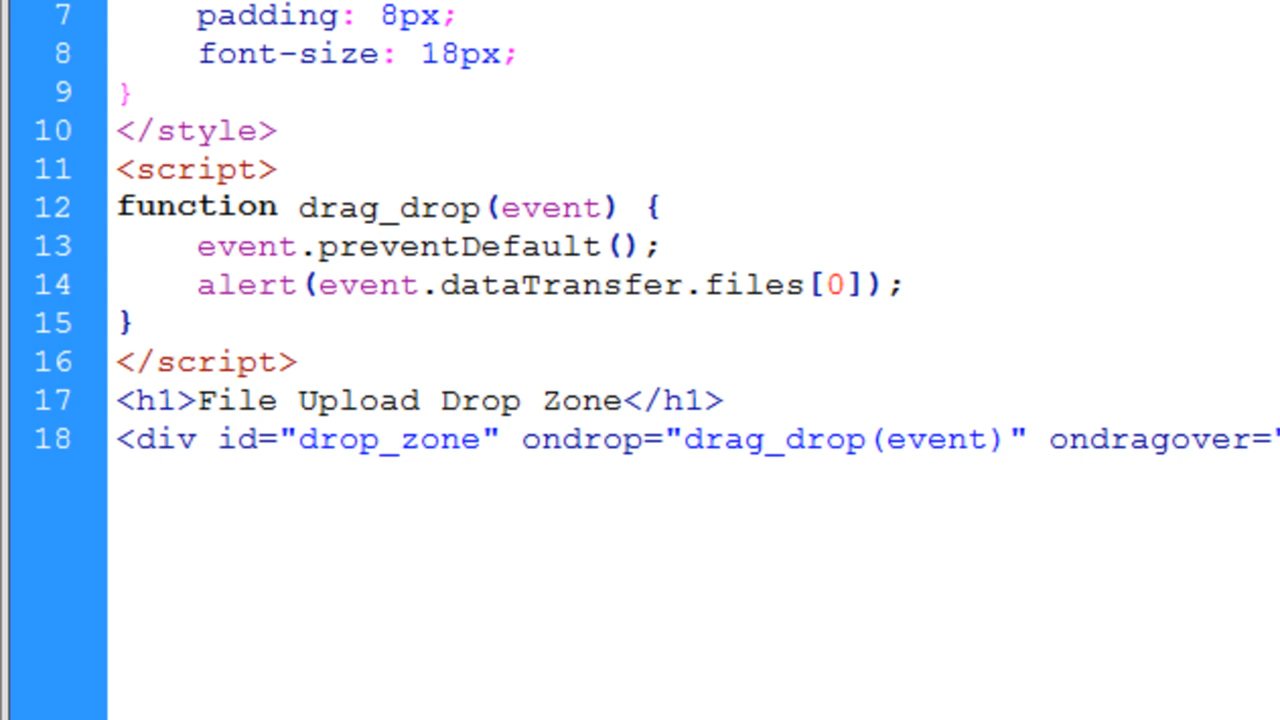 7 padding: 8px;
8 font-size: 18px;
9 }
10 </style>
11 <script>
12 function drag_drop(event) {
13 event.preventDefault();
14 alert(event.dataTransfer.files[0]);
15 }
16 </script>
17 <h1>File Upload Drop Zone</h1>
18 <div id="drop_zone" ondrop="drag_drop(event)" ondragover="